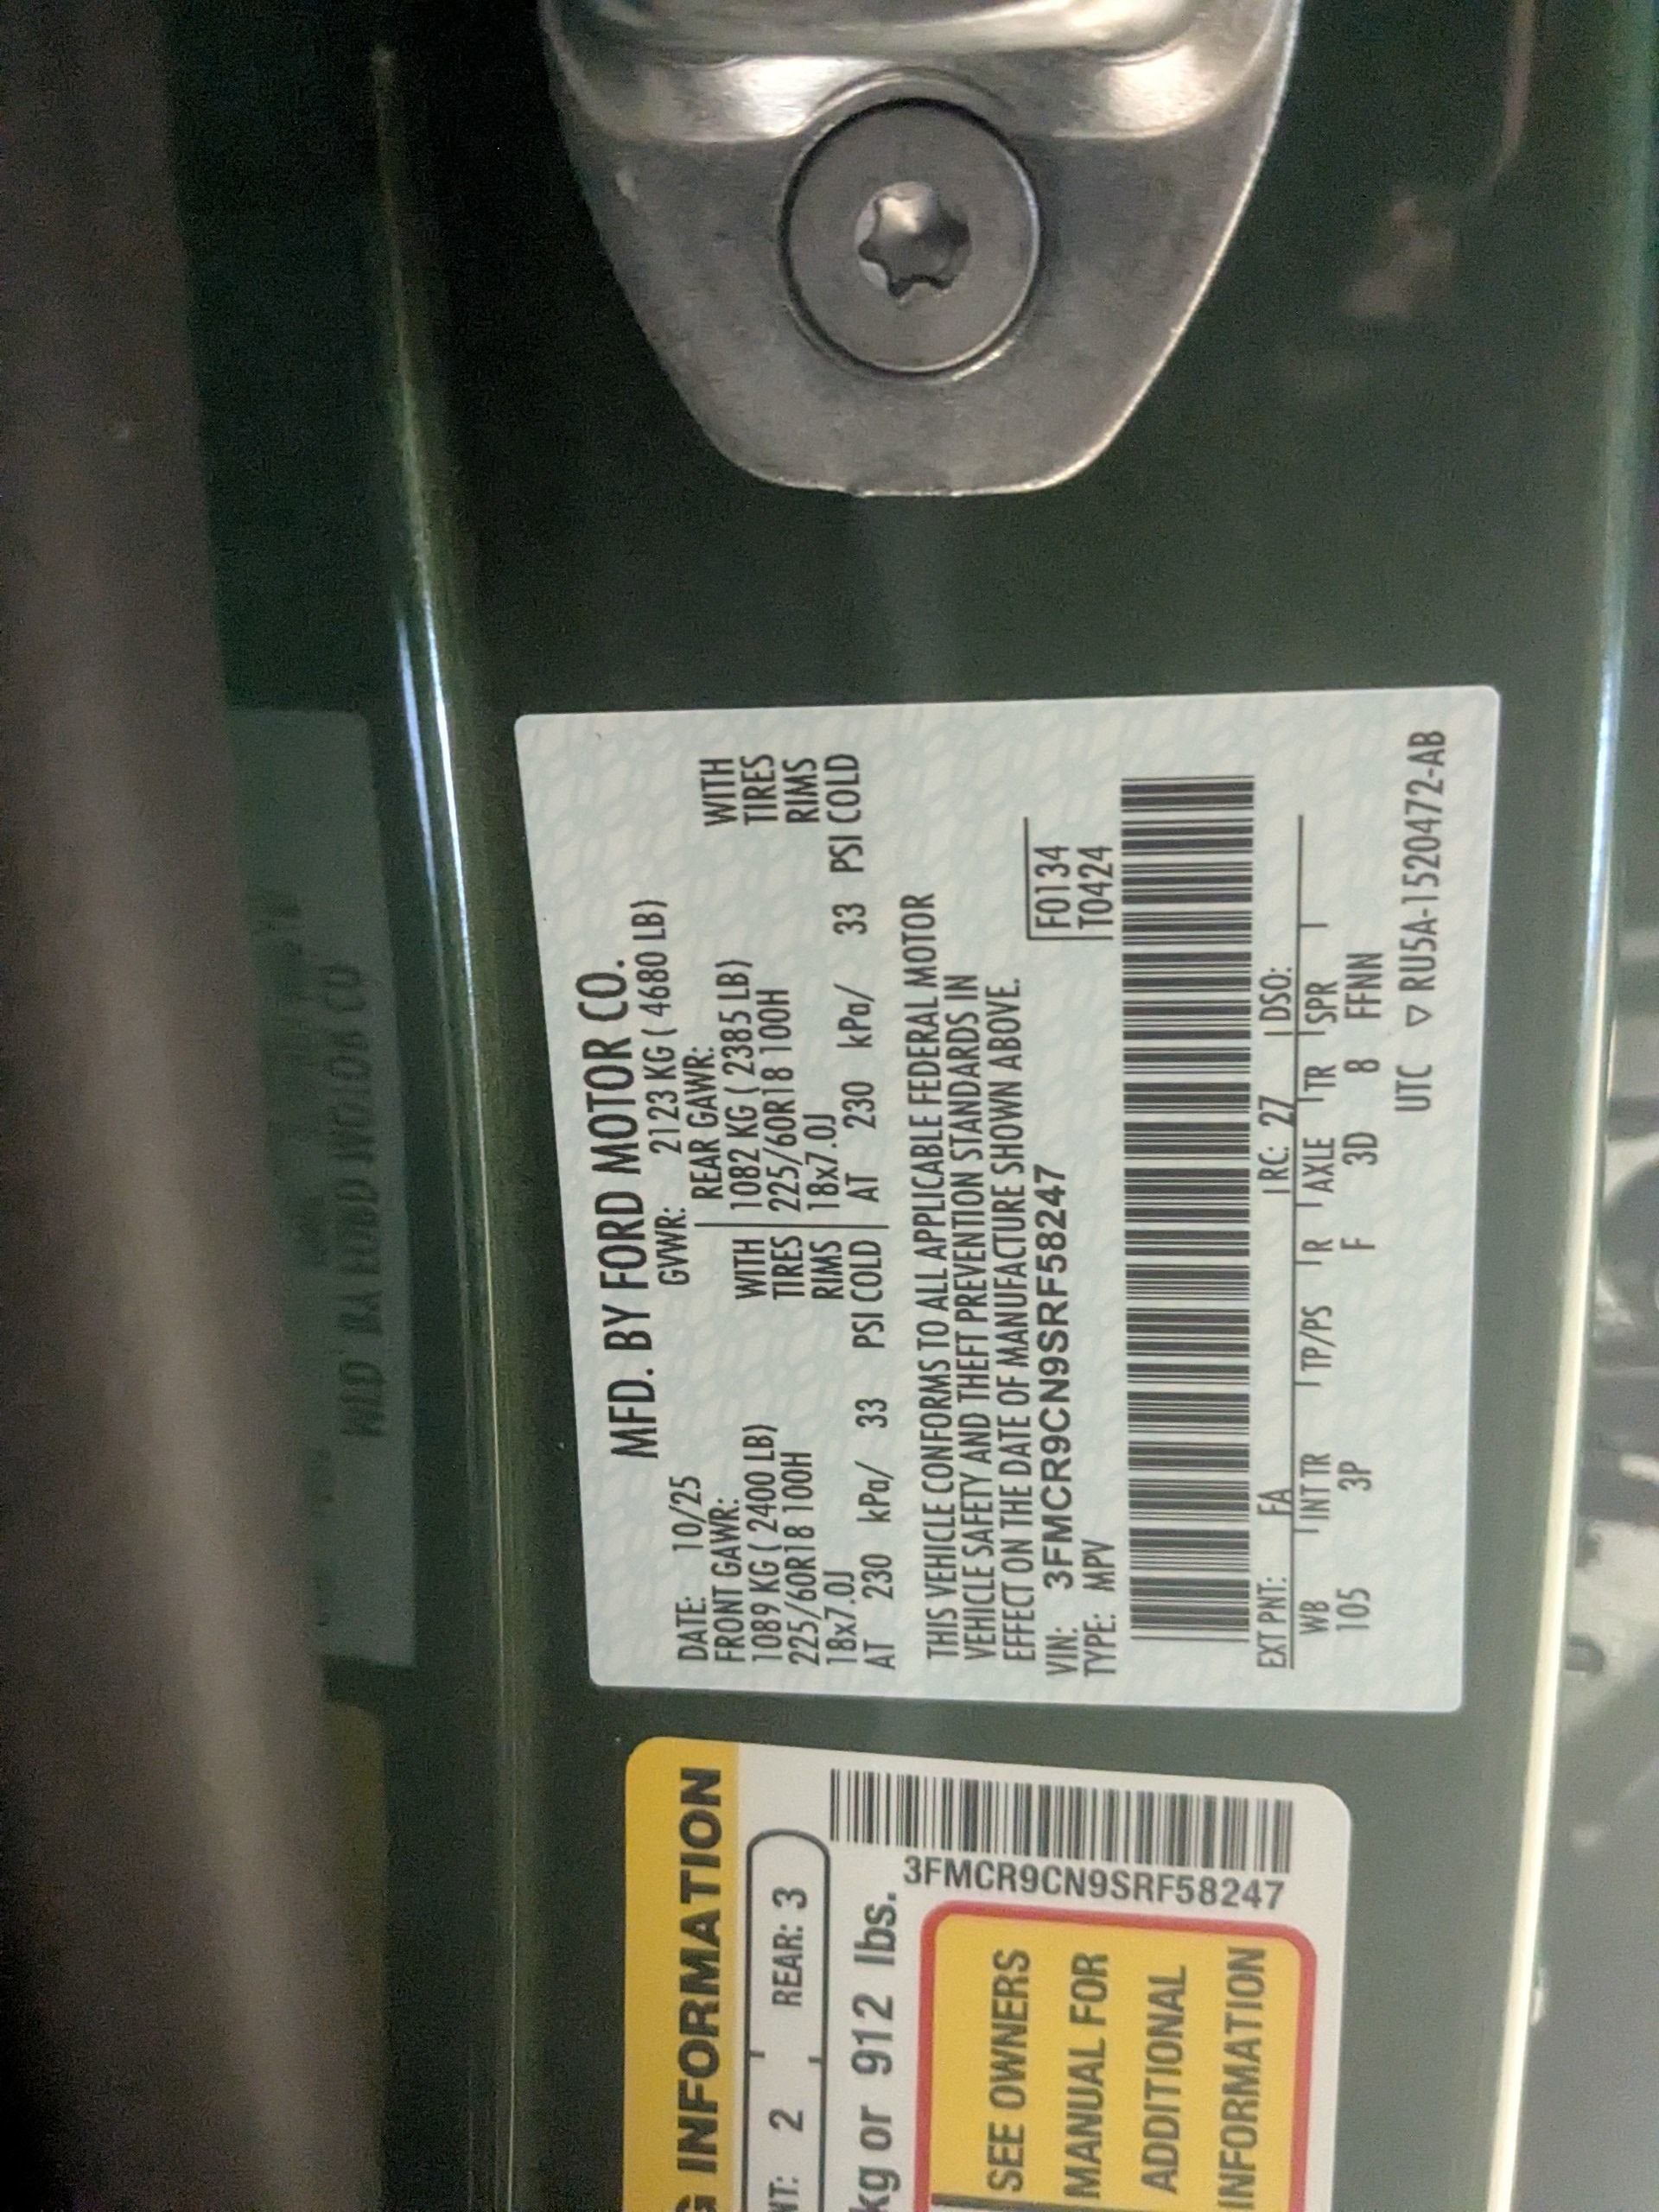 MFD. BY FORD MOTOR CO.
DATE: 10/25 GVWR: 2123 KG ( 4680 LB)
FRONT GAWR: REAR GAWR:
1089 KG ( 2400 LB) WITH 1082 KG ( 2385 LB) WITH
225/60R18 100H TIRES 225/60R18 100H TIRES
18x7.0J RIMS 18x7.0J RIMS
AT 230 kPa/ 33 PSI COLD AT 230 kPa/ 33 PSI COLD
THIS VEHICLE CONFORMS TO ALL APPLICABLE FEDERAL MOTOR
VEHICLE SAFETY AND THEFT PREVENTION STANDARDS IN
EFFECT ON THE DATE OF MANUFACTURE SHOWN ABOVE.
VIN: 3FMCR9CN9SRF58247 F0134
TYPE: MPV T0424
EXT PNT: FA RC: 27 DSO:
WB INT TR TP/PS R AXLE TR SPR
105 3P F 3D 8 FFNN
UTC ▽ RU5A-1520472-AB
INFORMATION
2 REAR: 3
kg or 912 lbs.
3FMCR9CN9SRF58247
SEE OWNERS
MANUAL FOR
ADDITIONAL
INFORMATION